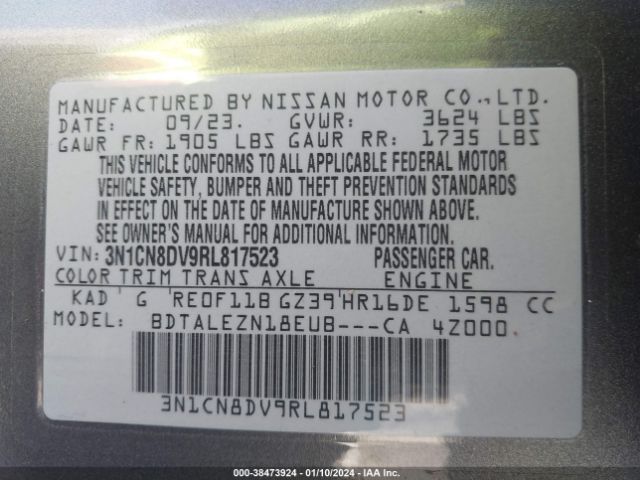 MANUFACTURED BY NISSAN MOTOR CO., LTD.
DATE: 09/23. GVWR: 3624 LBS
GAWR FR: 1905 LBS GAWR RR: 1735 LBS
THIS VEHICLE CONFORMS TO ALL APPLICABLE FEDERAL MOTOR
VEHICLE SAFETY, BUMPER AND THEFT PREVENTION STANDARDS
IN EFFECT ON THE DATE OF MANUFACTURE SHOWN ABOVE.
SEE OWNER'S MANUAL FOR ADDITIONAL INFORMATION.
VIN: 3N1CN8DV9RL817523 PASSENGER CAR.
COLOR TRIM TRANS AXLE ENGINE
KAD G RE0F11B GZ39 HR16DE 1598 CC
MODEL: BDTALEZN18EUB---CA 4Z000.
3N1CN8DV9RL817523
000-38473924 | 01/10/2024 | IAA Inc.